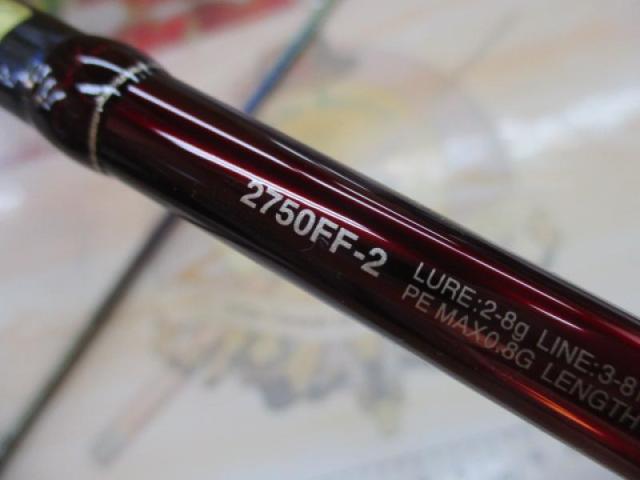 2750FF-2
LURE:2-8g LINE:3-8
PE MAX0.8G LENGTH